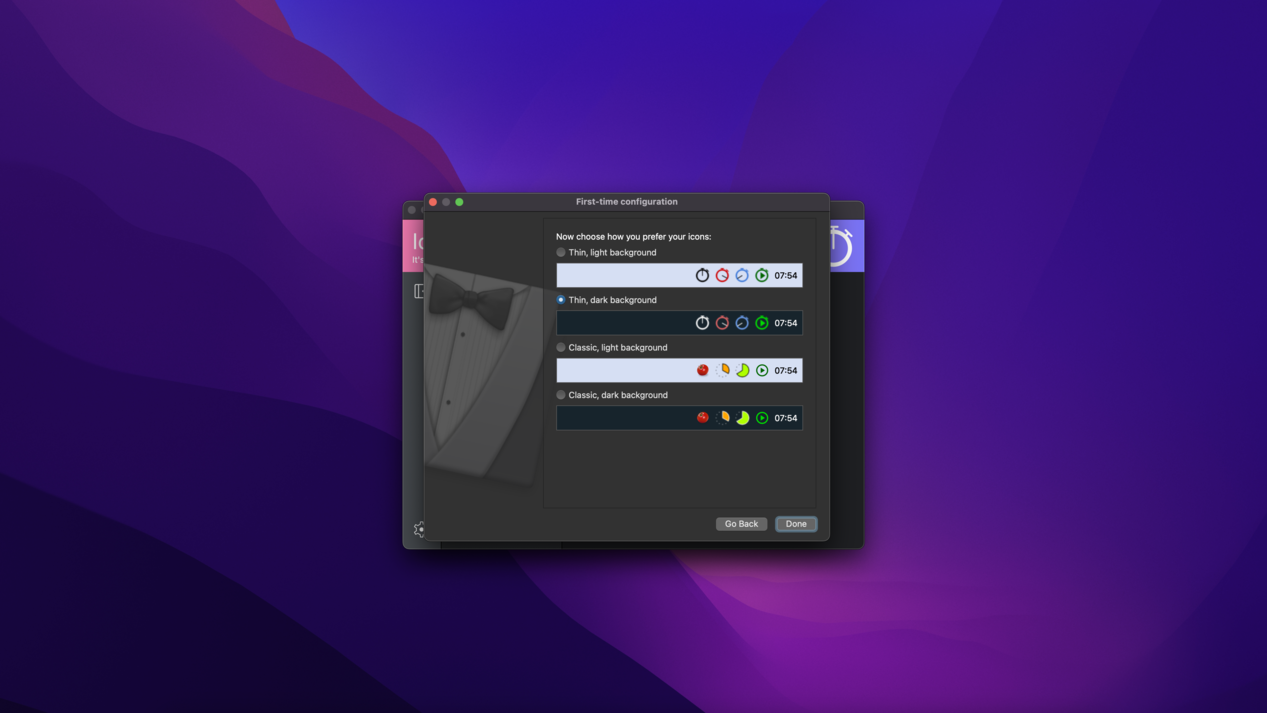 First-time configuration
It's
Now choose how you prefer your icons:
Thin, light background
07:54
Thin, dark background
07:54
Classic, light background
07:54
Classic, dark background
07:54
Go Back
Done